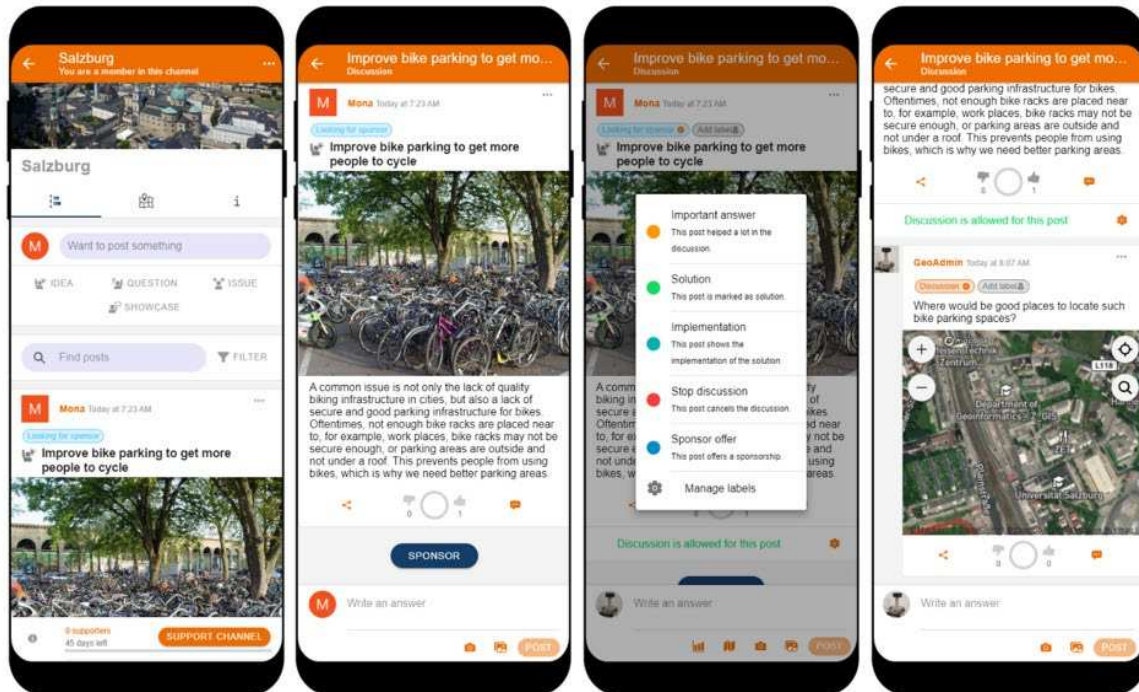 Salzburg
You are a member in this channel
Salzburg
Want to post something
IDEA
QUESTION
ISSUE
SHOWCASE
Find posts
FILTER
M
Mona Today at 7:23 AM
Looking for sponsor
Improve bike parking to get more
people to cycle
0 supporters
45 days left
SUPPORT CHANNEL
Improve bike parking to get mo...
Discussion
M
Mona Today at 7:23 AM
Looking for sponsor
Improve bike parking to get more
people to cycle
A common issue is not only the lack of quality
biking infrastructure in cities, but also a lack of
secure and good parking infrastructure for bikes.
Oftentimes, not enough bike racks are placed near
to, for example, work places, bike racks may not be
secure enough, or parking areas are outside and
not under a roof. This prevents people from using
bikes, which is why we need better parking areas.
0
1
SPONSOR
M
Write an answer
POST
Improve bike parking to get mo...
Discussion
M
Mona Today at 7:23 AM
Looking for sponsor
Add label
Improve bike parking to get more
people to cycle
Important answer
This post helped a lot in the
discussion.
Solution
This post is marked as solution.
Implementation
This post shows the
implementation of the solution
Stop discussion
This post cancels the discussion.
Sponsor offer
This post offers a sponsorship.
Manage labels
Discussion is allowed for this post
Write an answer
POST
Improve bike parking to get mo...
Discussion
secure and good parking infrastructure for bikes.
Oftentimes, not enough bike racks are placed near
to, for example, work places, bike racks may not be
secure enough, or parking areas are outside and
not under a roof. This prevents people from using
bikes, which is why we need better parking areas.
0
1
Discussion is allowed for this post
GeoAdmin Today at 8:07 AM
Discussion
Add label
Where would be good places to locate such
bike parking spaces?
Zentrum
L118
Department of
Geoinformatics - Z_GIS
Universität Salzburg
0
0
Write an answer
POST